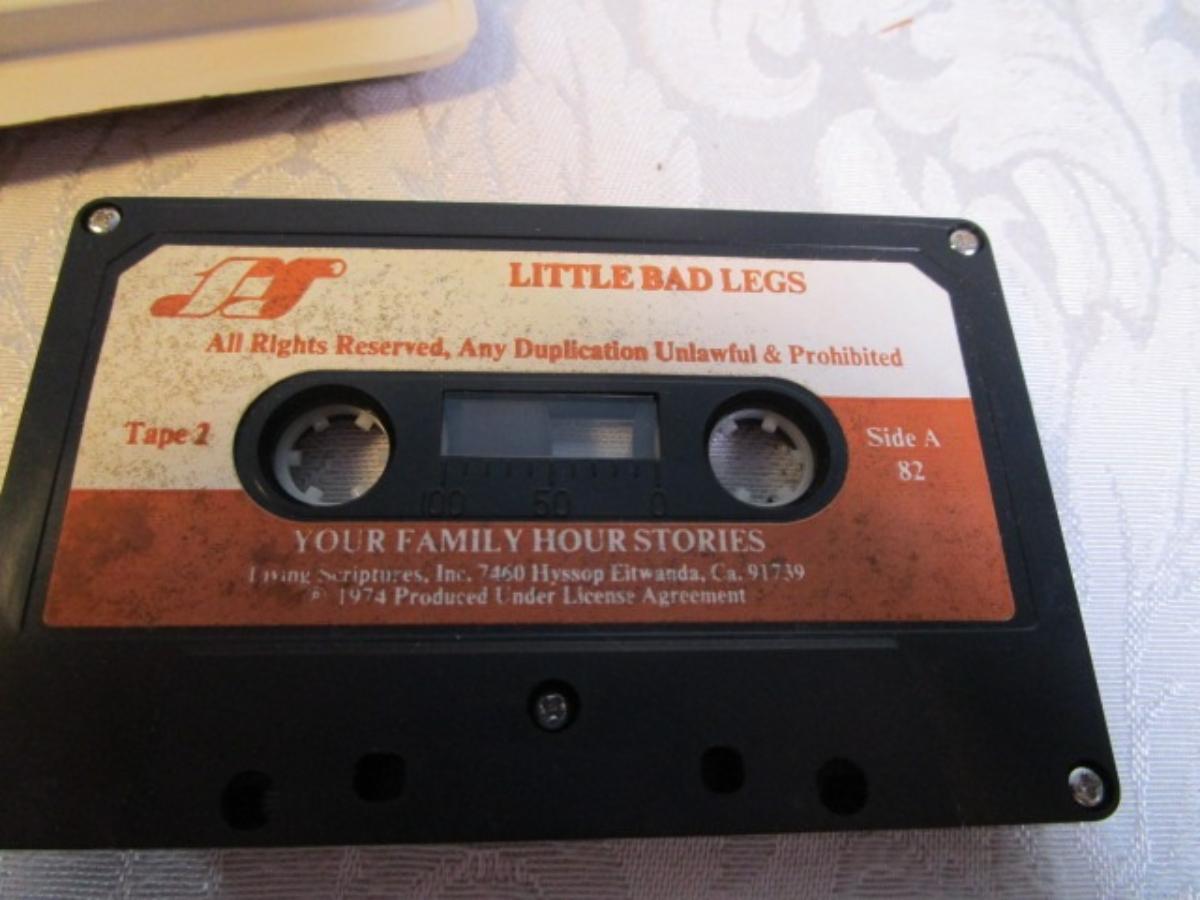 LITTLE BAD LEGS
All Rights Reserved, Any Duplication Unlawful & Prohibited
Tape 2
Side A
82
100 50 0
YOUR FAMILY HOUR STORIES
Living Scriptures, Inc. 7460 Hyssop Eitwanda, Ca. 91739
℗ 1974 Produced Under License Agreement